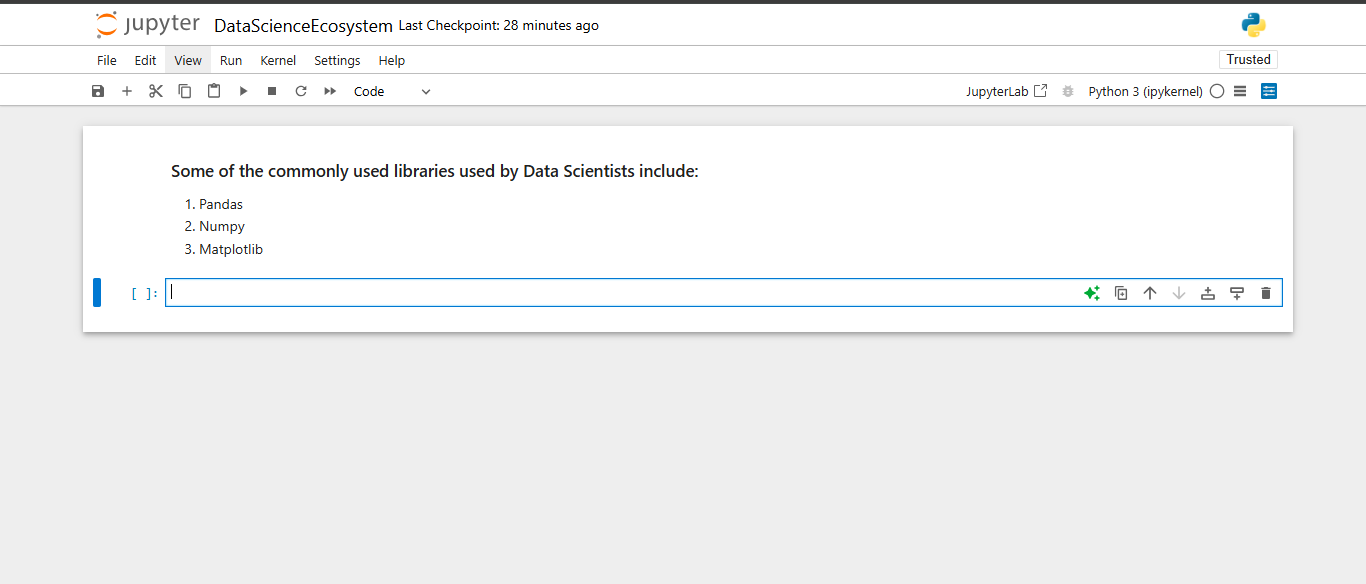 jupyter DataScienceEcosystem Last Checkpoint: 28 minutes ago
File Edit View Run Kernel Settings Help Trusted
Code JupyterLab Python 3 (ipykernel)
Some of the commonly used libraries used by Data Scientists include:
1. Pandas
2. Numpy
3. Matplotlib
[ ]: